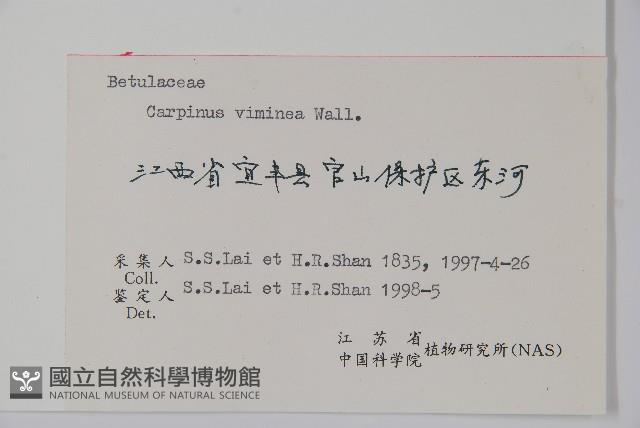 Betulaceae
Carpinus viminea Wall.
江西省宜丰县官山保护区东河
采集人 S.S.Lai et H.R.Shan 1835, 1997-4-26
Coll.
鉴定人 S.S.Lai et H.R.Shan 1998-5
Det.
江苏省
中国科学院 植物研究所(NAS)
國立自然科學博物館
NATIONAL MUSEUM OF NATURAL SCIENCE